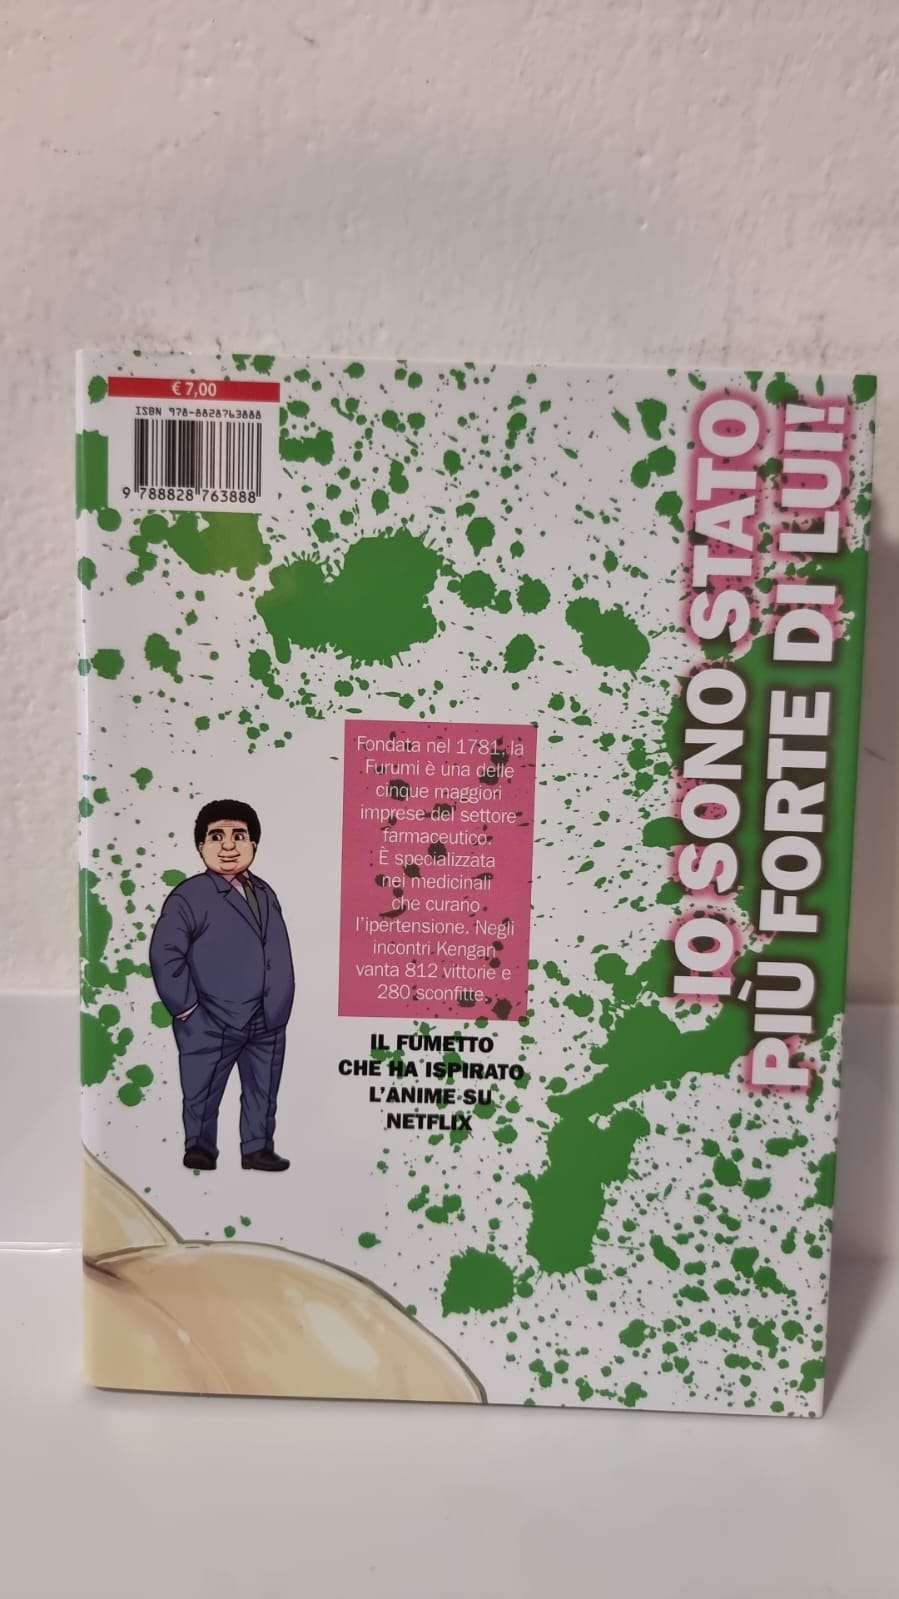 € 7,00
ISBN 978-8828763888
9 788828 763888
IO SONO STATO
PIÙ FORTE DI LUI!
Fondata nel 1781, la
Furumi è una delle
cinque maggiori
imprese del settore
farmaceutico.
È specializzata
nei medicinali
che curano
l'ipertensione. Negli
incontri Kengan
vanta 812 vittorie e
280 sconfitte.
IL FUMETTO
CHE HA ISPIRATO
L'ANIME SU
NETFLIX